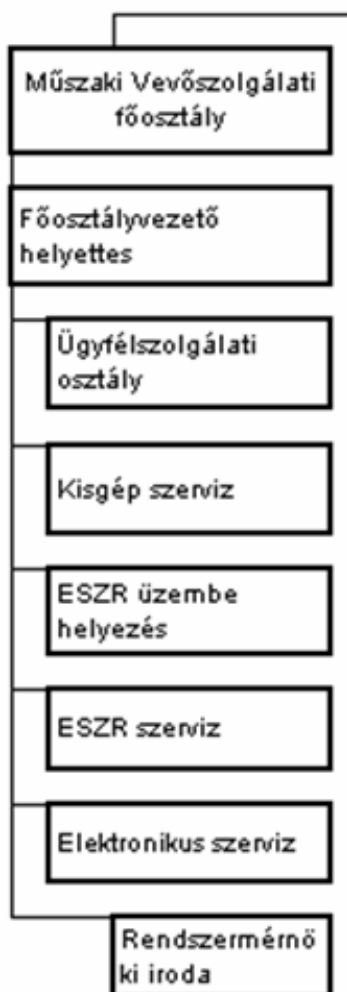 Műszaki Vevőszolgálati
főosztály
Főosztályvezető
helyettes
Ügyfélszolgálati
osztály
Kisgép szerviz
ESZR üzembe
helyezés
ESZR szerviz
Elektronikus szerviz
Rendszermérnö
ki iroda